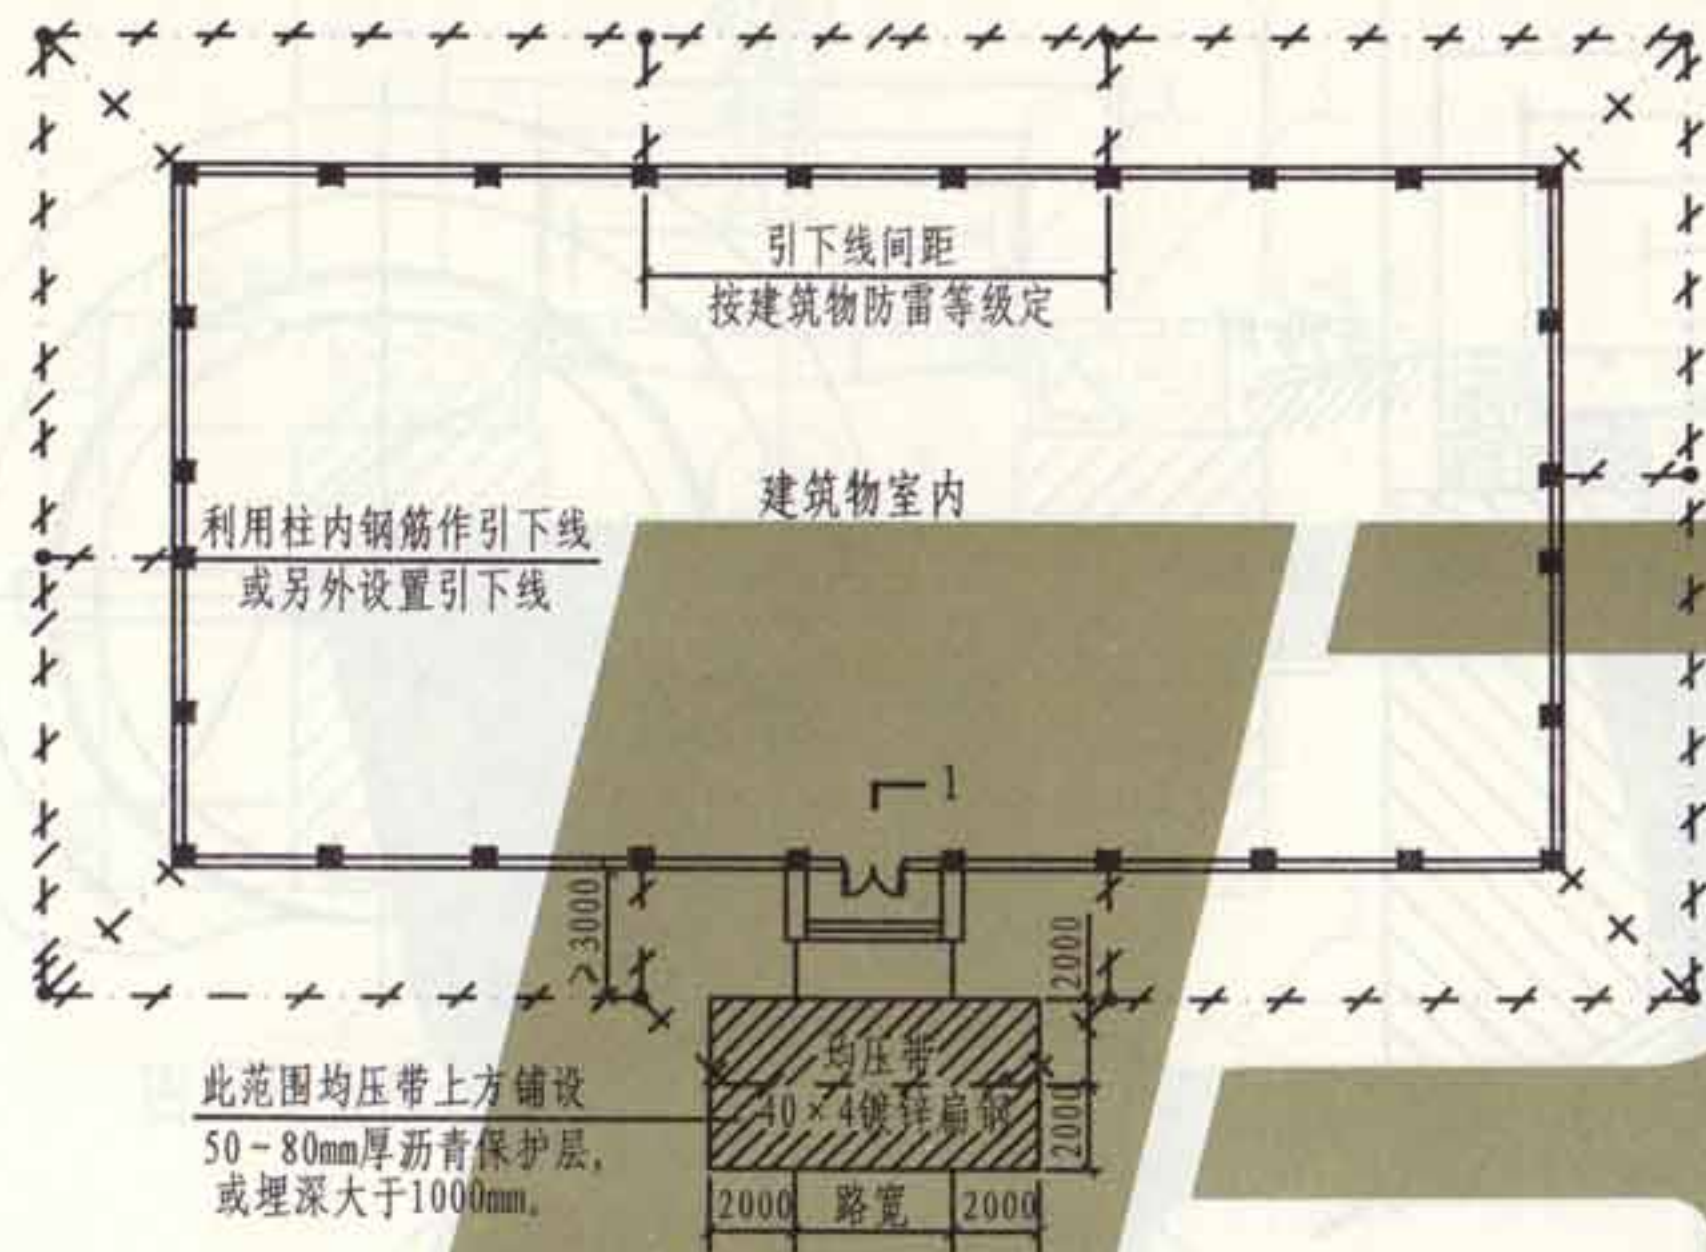 引下线间距
按建筑物防雷等级定
建筑物室内
利用柱内钢筋作引下线
或另外设置引下线
1
>3000
2000
均压带
40×4镀锌扁钢
2000
此范围均压带上方铺设
50~80mm厚沥青保护层,
或埋深大于1000mm。
2000
路宽
2000